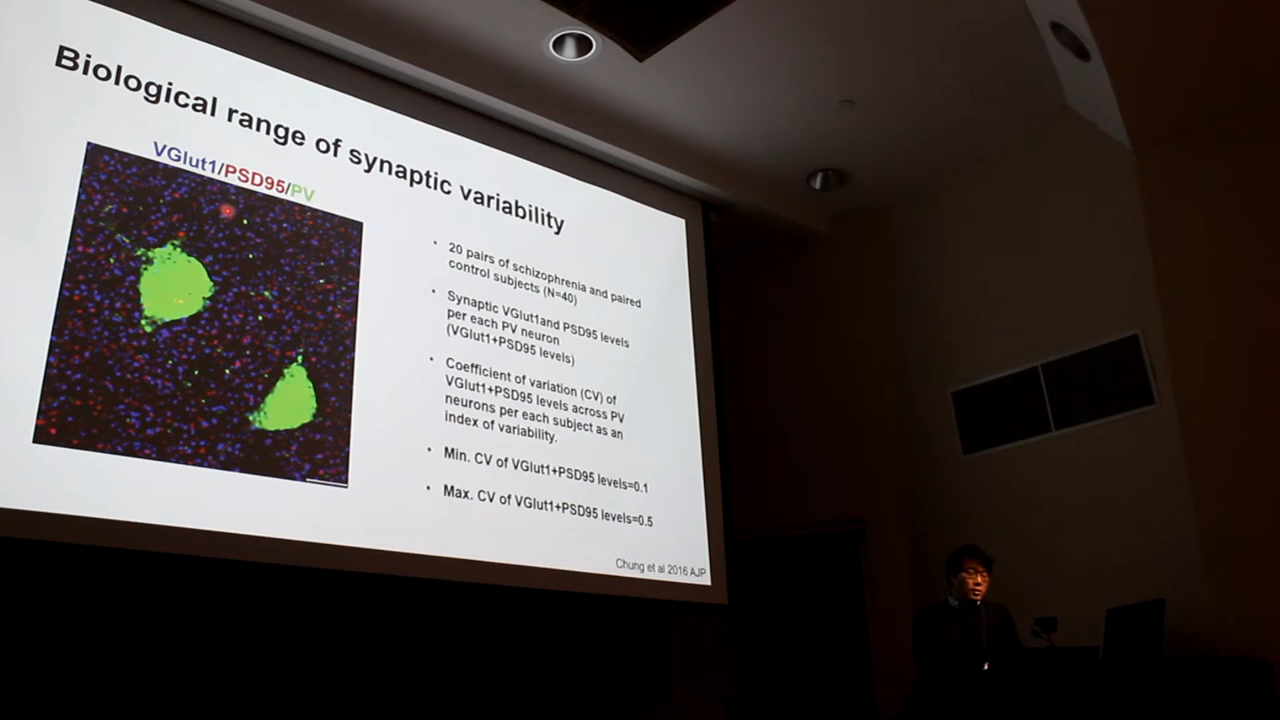 Biological range of synaptic variability
VGlut1/PSD95/PV
• 20 pairs of schizophrenia and paired
control subjects (N=40)
• Synaptic VGlut1and PSD95 levels
per each PV neuron
(VGlut1+PSD95 levels)
• Coefficient of variation (CV) of
VGlut1+PSD95 levels across PV
neurons per each subject as an
index of variability.
• Min. CV of VGlut1+PSD95 levels=0.1
• Max. CV of VGlut1+PSD95 levels=0.5
Chung et al 2016 AJP